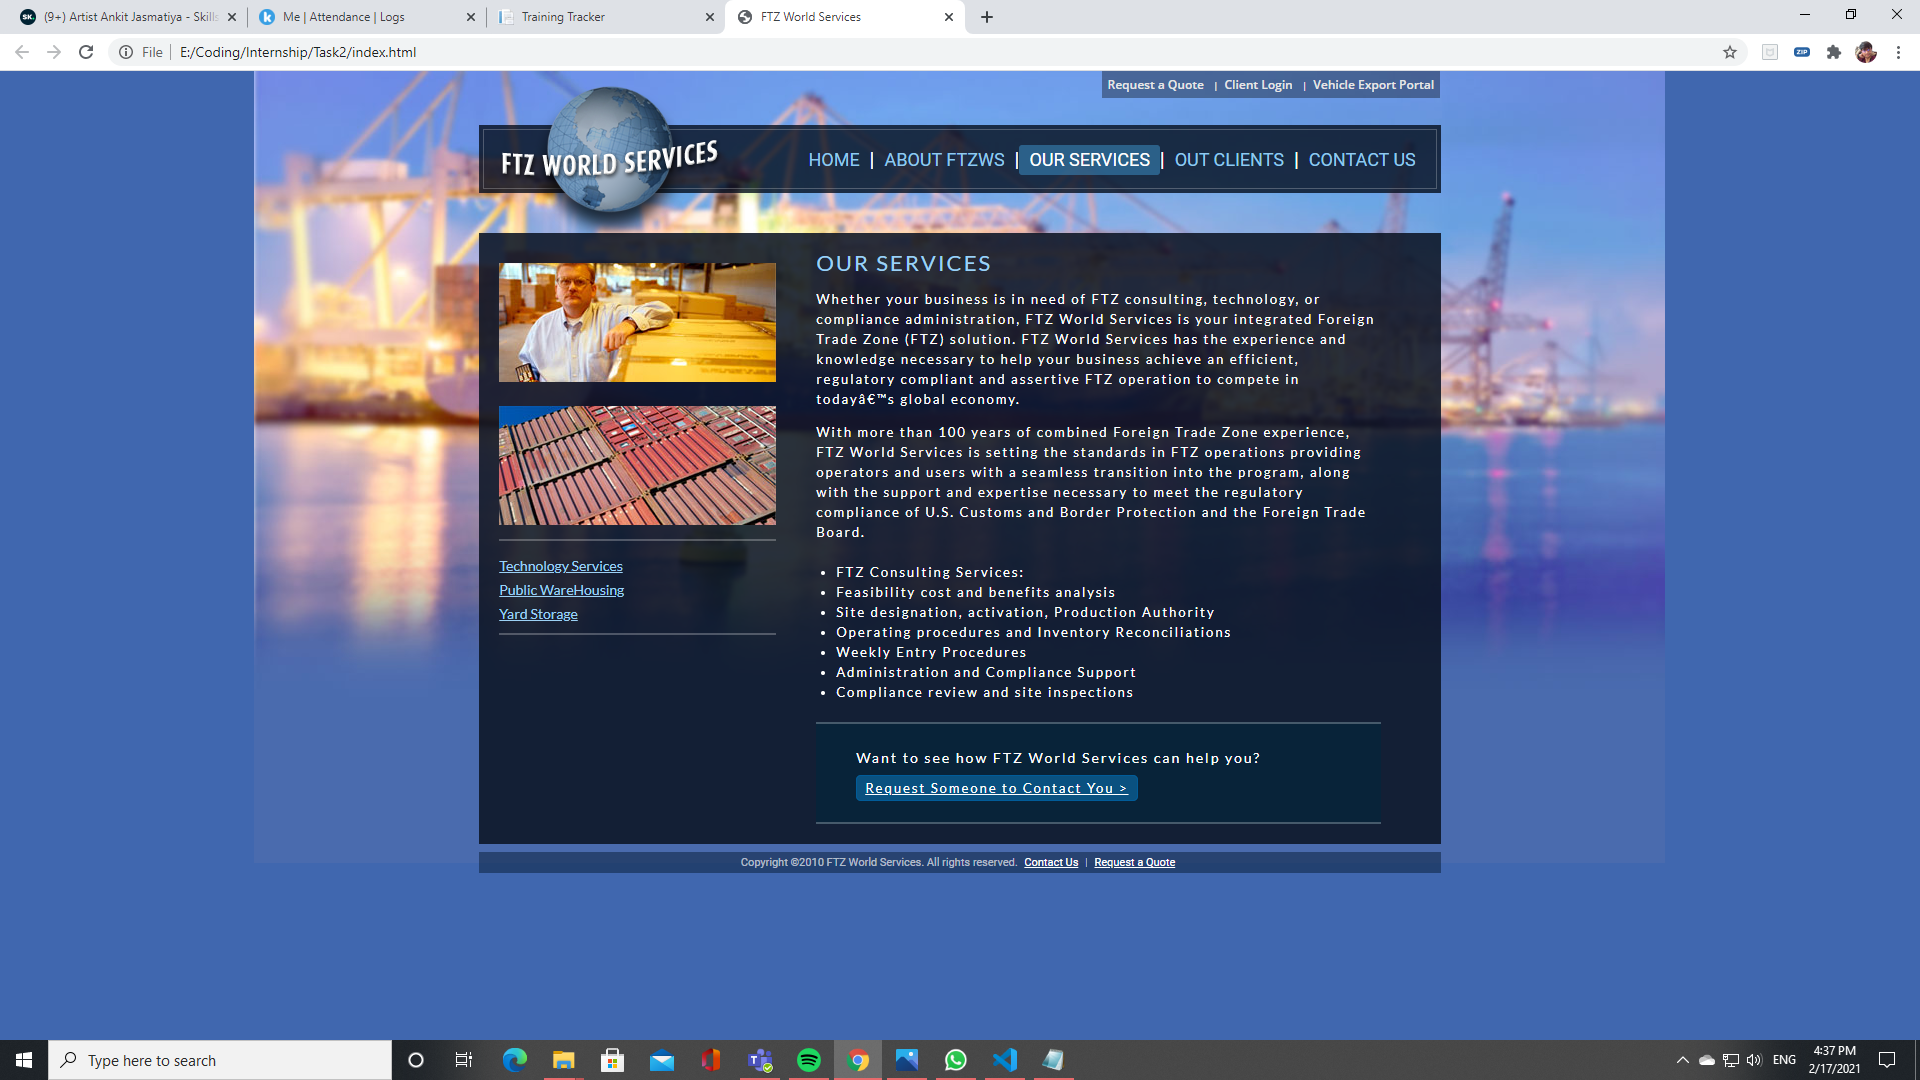 (9+) Artist Ankit Jasmatiya - Skills
Me | Attendance | Logs
Training Tracker
FTZ World Services
File | E:/Coding/Internship/Task2/index.html
ZIP
Request a Quote | Client Login | Vehicle Export Portal
FTZ WORLD SERVICES
HOME | ABOUT FTZWS | OUR SERVICES | OUT CLIENTS | CONTACT US
OUR SERVICES
Whether your business is in need of FTZ consulting, technology, or
compliance administration, FTZ World Services is your integrated Foreign
Trade Zone (FTZ) solution. FTZ World Services has the experience and
knowledge necessary to help your business achieve an efficient,
regulatory compliant and assertive FTZ operation to compete in
todayâ€™s global economy.
With more than 100 years of combined Foreign Trade Zone experience,
FTZ World Services is setting the standards in FTZ operations providing
operators and users with a seamless transition into the program, along
with the support and expertise necessary to meet the regulatory
compliance of U.S. Customs and Border Protection and the Foreign Trade
Board.
• FTZ Consulting Services:
• Feasibility cost and benefits analysis
• Site designation, activation, Production Authority
• Operating procedures and Inventory Reconciliations
• Weekly Entry Procedures
• Administration and Compliance Support
• Compliance review and site inspections
Technology Services
Public WareHousing
Yard Storage
Want to see how FTZ World Services can help you?
Request Someone to Contact You >
Copyright ©2010 FTZ World Services. All rights reserved. Contact Us | Request a Quote
Type here to search
ENG
4:37 PM
2/17/2021